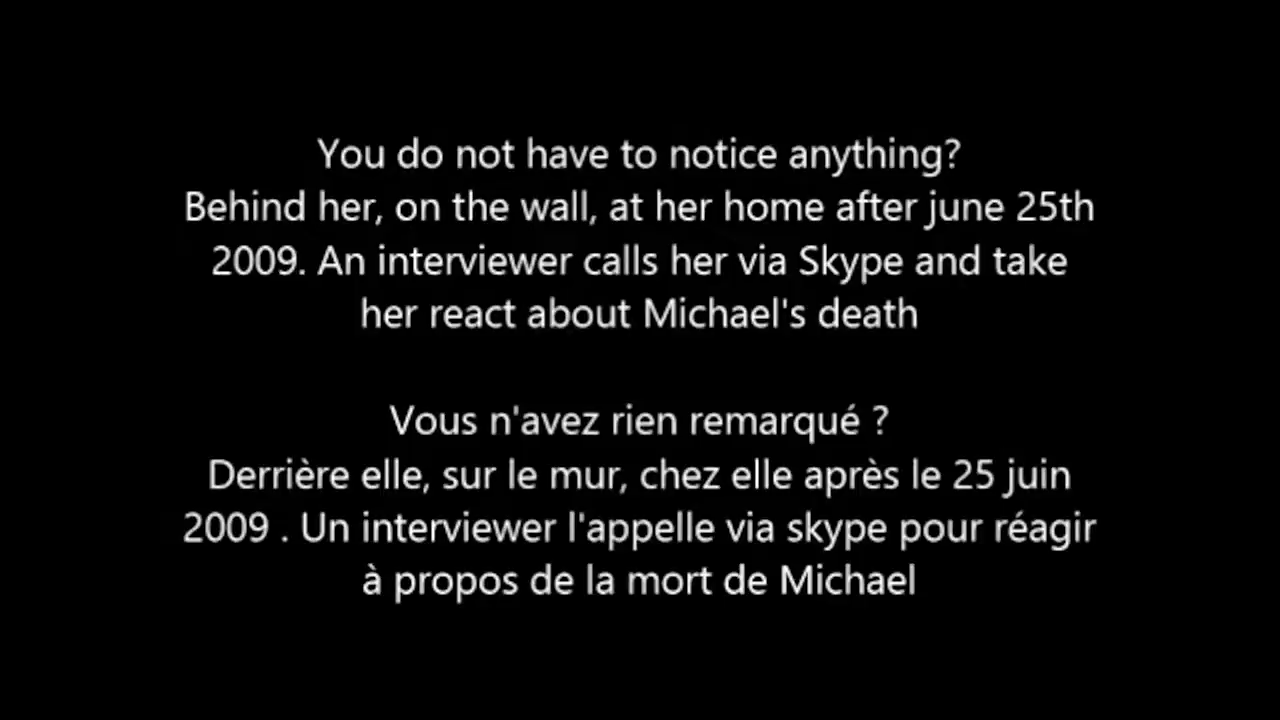 You do not have to notice anything?
Behind her, on the wall, at her home after june 25th
2009. An interviewer calls her via Skype and take
her react about Michael's death
Vous n'avez rien remarqué ?
Derrière elle, sur le mur, chez elle après le 25 juin
2009 . Un interviewer l'appelle via skype pour réagir
à propos de la mort de Michael